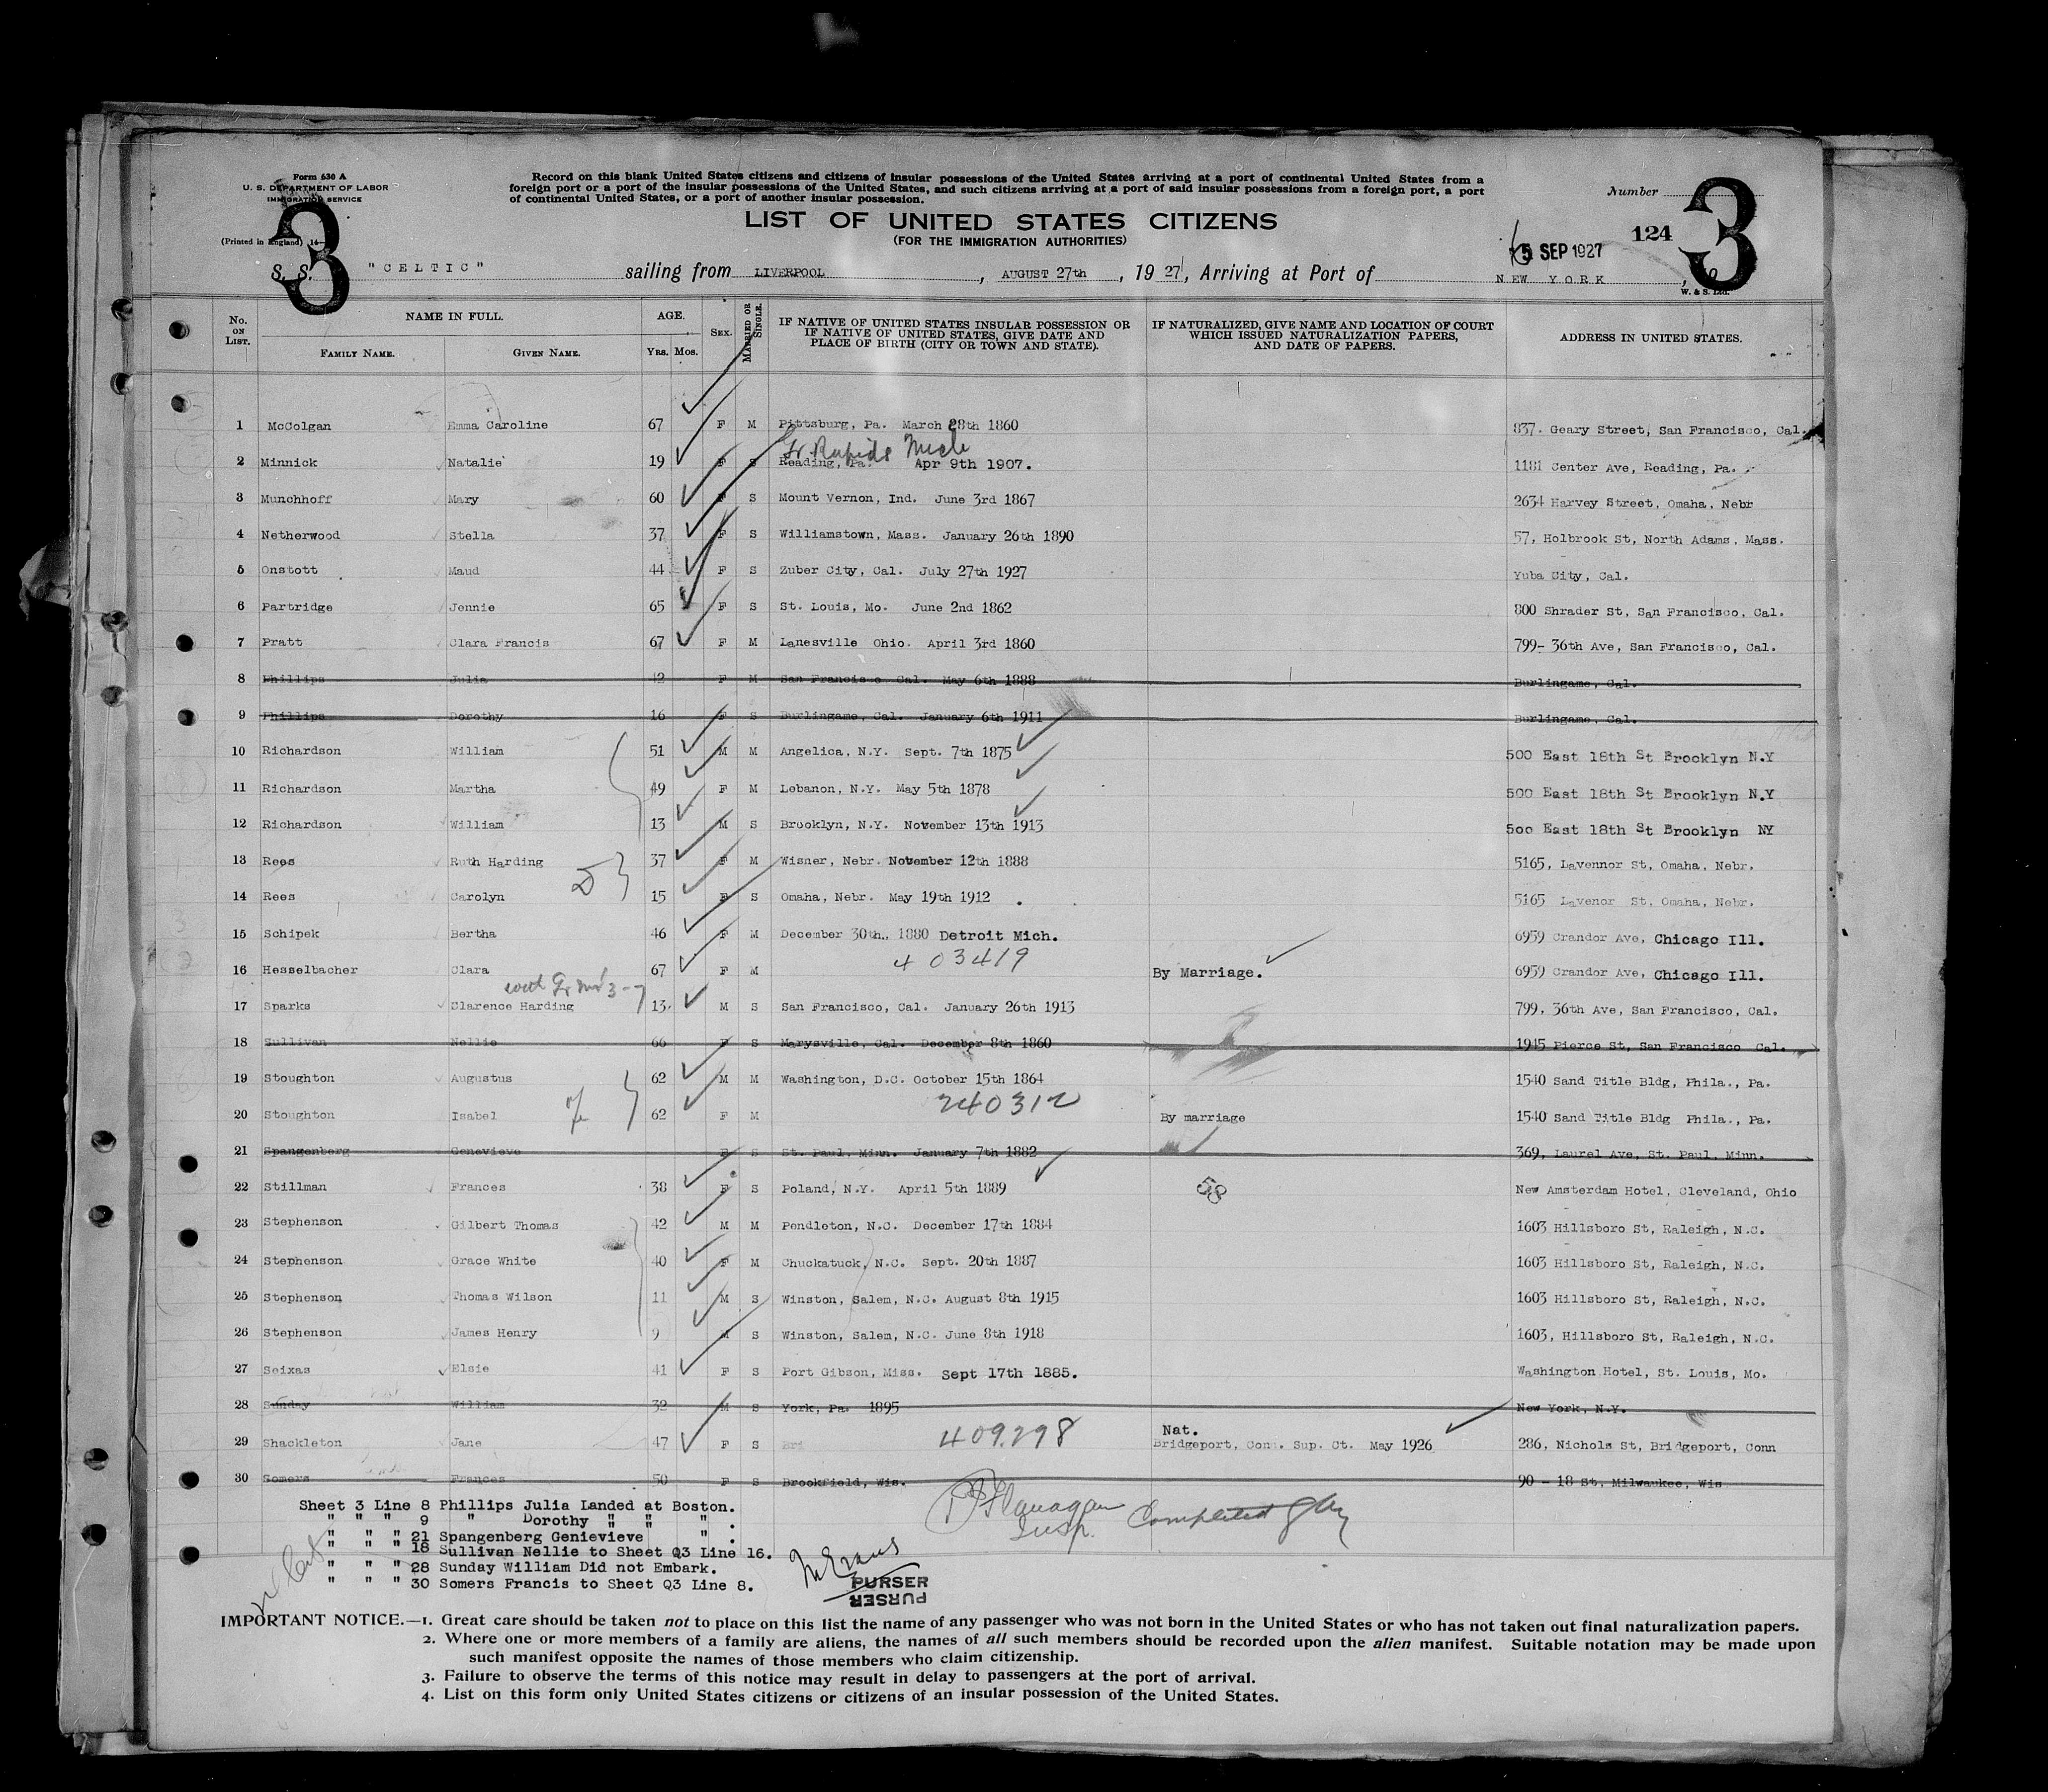 Form 630 A
U. S. DEPARTMENT OF LABOR
IMMIGRATION SERVICE
(Printed in England) 14—
3
Record on this blank United States citizens and citizens of insular possessions of the United States arriving at a port of continental United States from a
foreign port or a port of the insular possessions of the United States, and such citizens arriving at a port of said insular possessions from a foreign port, a port
of continental United States, or a port of another insular possession.
LIST OF UNITED STATES CITIZENS
(FOR THE IMMIGRATION AUTHORITIES)
Number
124
3
5 SEP 1927
S. S. "CELTIC" sailing from LIVERPOOL, AUGUST 27th, 1927, Arriving at Port of NEW YORK,
W. & S. Ltd.
No. ON LIST. NAME IN FULL. AGE. SEX. MARRIED OR SINGLE. IF NATIVE OF UNITED STATES INSULAR POSSESSION OR IF NATIVE OF UNITED STATES, GIVE DATE AND PLACE OF BIRTH (CITY OR TOWN AND STATE). IF NATURALIZED, GIVE NAME AND LOCATION OF COURT WHICH ISSUED NATURALIZATION PAPERS, AND DATE OF PAPERS. ADDRESS IN UNITED STATES.
FAMILY NAME. GIVEN NAME. Yrs. Mos.
1 McColgan Emma Caroline 67 F M Pittsburg, Pa. March 28th 1860 837. Geary Street, San Francisco, Cal.
Gr. Rapids Mich
2 Minnick Natalie 19 F S Reading, Pa. Apr 9th 1907. 1181 Center Ave, Reading, Pa.
3 Munchhoff Mary 60 F S Mount Vernon, Ind. June 3rd 1867 2634 Harvey Street, Omaha, Nebr
4 Netherwood Stella 37 F S Williamstown, Mass. January 26th 1890 57, Holbrook St, North Adams, Mass.
5 Onstott Maud 44 F S Zuber City, Cal. July 27th 1927 Yuba City, Cal.
6 Partridge Jennie 65 F S St. Louis, Mo. June 2nd 1862 800 Shrader St, San Francisco, Cal.
7 Pratt Clara Francis 67 F M Lanesville Ohio. April 3rd 1860 799- 36th Ave, San Francisco, Cal.
8 Phillips Julia 42 F M San Francisco Cal. May 6th 1888 Burlingame, Cal.
9 Phillips Dorothy 16 F S Burlingame, Cal. January 6th 1911 Burlingame, Cal.
10 Richardson William 51 M M Angelica, N.Y. Sept. 7th 1875 500 East 18th St Brooklyn N.Y
11 Richardson Martha 49 F M Lebanon, N.Y. May 5th 1878 500 East 18th St Brooklyn N.Y
12 Richardson William 13 M S Brooklyn, N.Y. November 13th 1913 500 East 18th St Brooklyn NY
13 Rees Ruth Harding 37 F M Wisner, Nebr. November 12th 1888 5165, Lavennor St, Omaha, Nebr.
14 Rees Carolyn 15 F S Omaha, Nebr. May 19th 1912 . 5165 Lavenor St, Omaha, Nebr.
15 Schipek Bertha 46 F M December 30th., 1880 Detroit Mich. 6959 Crandor Ave, Chicago Ill.
16 Hesselbacher Clara 67 F M 403419 By Marriage. 6959 Crandor Ave, Chicago Ill.
17 Sparks Clarence Harding 13 M S San Francisco, Cal. January 26th 1913 799, 36th Ave, San Francisco, Cal.
18 Sullivan Nellie 66 F S Marysville, Cal. December 8th 1860 1945 Pierce St, San Francisco Cal.
19 Stoughton Augustus 62 M M Washington, D.C. October 15th 1864 1540 Sand Title Bldg, Phila., Pa.
20 Stoughton Isabel 62 F M 240312 By marriage 1540 Sand Title Bldg Phila., Pa.
21 Spangenberg Genevieve F S St. Paul, Minn. January 7th 1882 369, Laurel Ave, St. Paul, Minn.
22 Stillman Frances 38 F S Poland, N.Y. April 5th 1889 58 New Amsterdam Hotel, Cleveland, Ohio
23 Stephenson Gilbert Thomas 42 M M Pendleton, N.C. December 17th 1884 1603 Hillsboro St, Raleigh, N.C.
24 Stephenson Grace White 40 F M Chuckatuck, N.C. Sept. 20th 1887 1603 Hillsboro St, Raleigh, N.C.
25 Stephenson Thomas Wilson 11 M S Winston, Salem, N.C. August 8th 1915 1603 Hillsboro St, Raleigh, N.C.
26 Stephenson James Henry 9 M S Winston, Salem, N.C. June 8th 1918 1603, Hillsboro St, Raleigh, N.C.
27 Seixas Elsie 41 F S Port Gibson, Miss. Sept 17th 1885. Washington Hotel, St. Louis, Mo.
28 Sunday William 32 M S York, Pa. 1895 New York, N.Y.
29 Shackleton Jane 47 F S 409298 Nat. Bridgeport, Conn. Sup. Ct. May 1926 286, Nichols St, Bridgeport, Conn
30 Somers Frances 50 F S Brookfield, Wis. 90 - 18 St, Milwaukee, Wis
Sheet 3 Line 8 Phillips Julia Landed at Boston.
" " " 9 " Dorothy " " " .
" " " 21 Spangenberg Genievieve " .
" " " 18 Sullivan Nellie to Sheet Q3 Line 16.
" " " 28 Sunday William Did not Embark.
" " " 30 Somers Francis to Sheet Q3 Line 8.
Flanagan
Insp. Completed
PURSER
PURSER
IMPORTANT NOTICE.—1. Great care should be taken not to place on this list the name of any passenger who was not born in the United States or who has not taken out final naturalization papers.
2. Where one or more members of a family are aliens, the names of all such members should be recorded upon the alien manifest. Suitable notation may be made upon
such manifest opposite the names of those members who claim citizenship.
3. Failure to observe the terms of this notice may result in delay to passengers at the port of arrival.
4. List on this form only United States citizens or citizens of an insular possession of the United States.